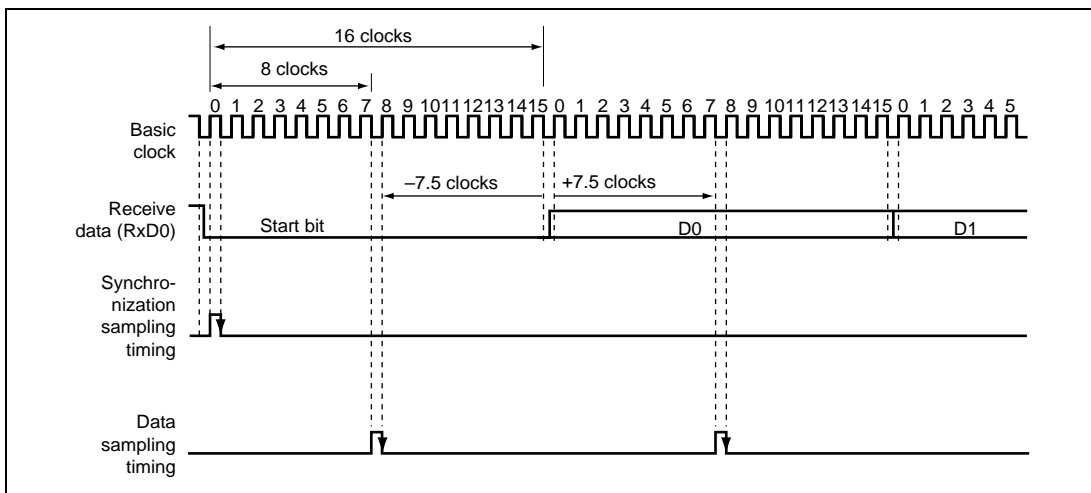 16 clocks
8 clocks
0 1 2 3 4 5 6 7 8 9 10 11 12 13 14 15 0 1 2 3 4 5 6 7 8 9 10 11 12 13 14 15 0 1 2 3 4 5
Basic
clock
–7.5 clocks +7.5 clocks
Receive
data (RxD0)
Start bit D0 D1
Synchro-
nization
sampling
timing
Data
sampling
timing